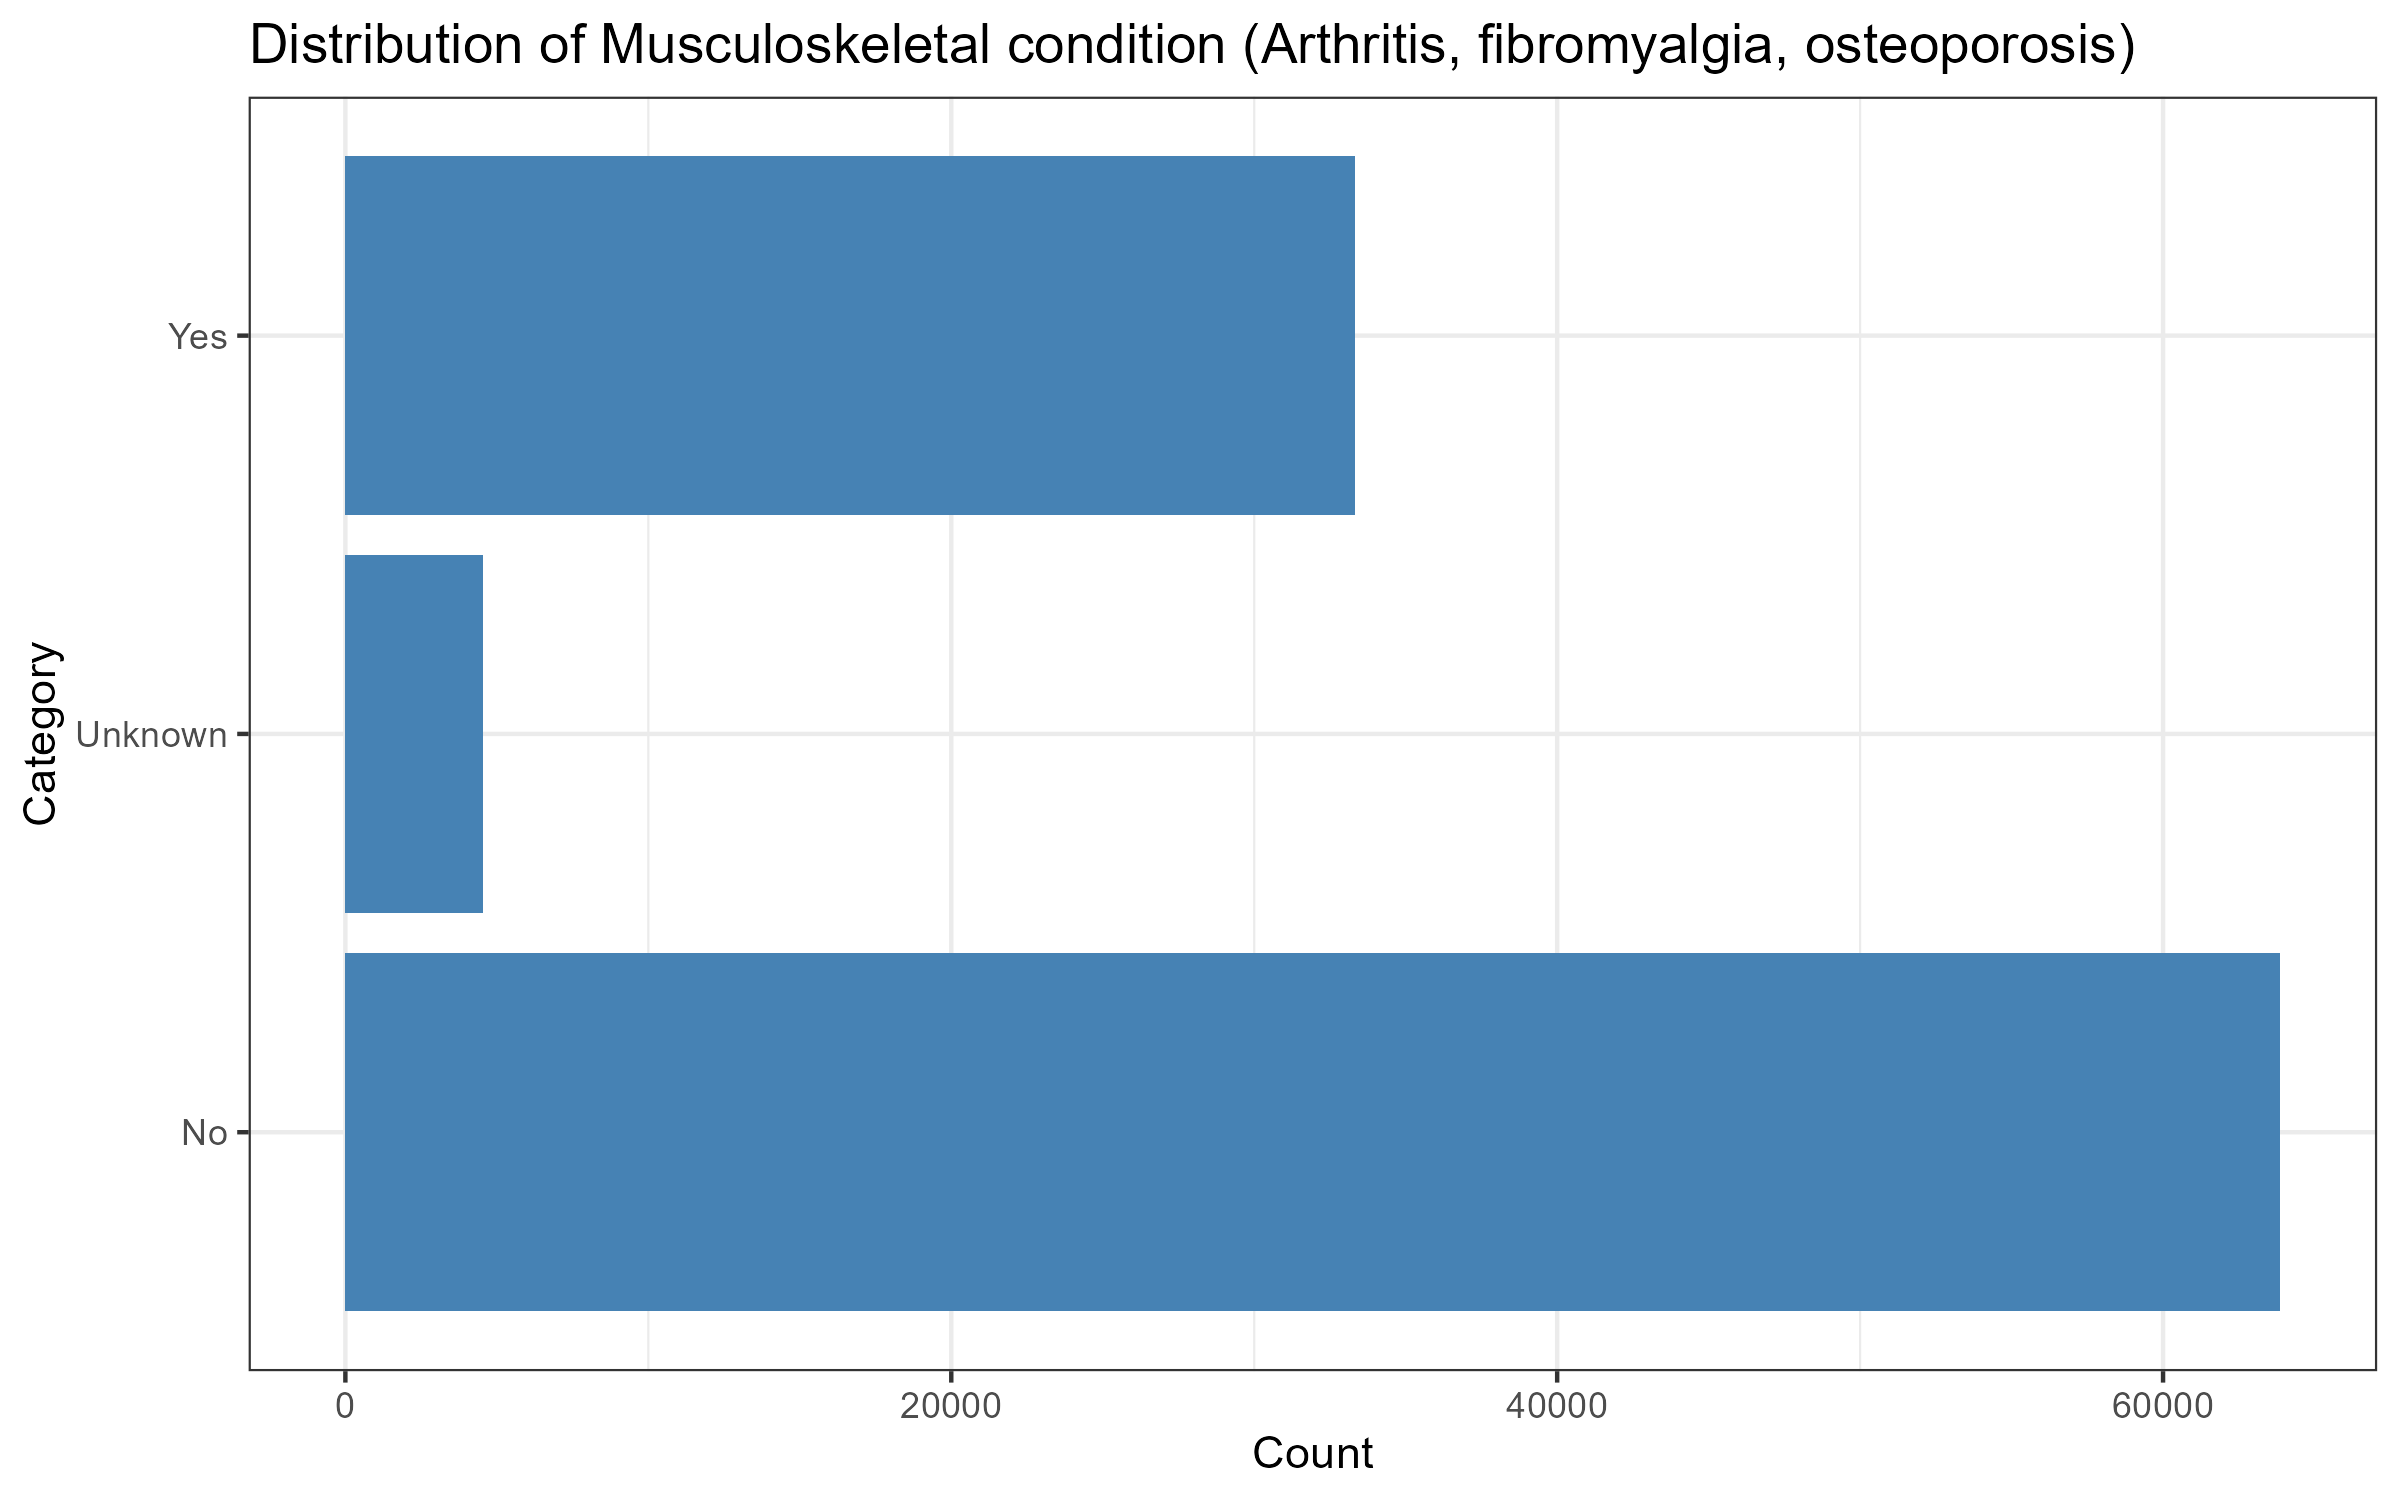 Distribution of Musculoskeletal condition (Arthritis, fibromyalgia, osteoporosis)
Category
Yes
Unknown
No
0
20000
40000
60000
Count